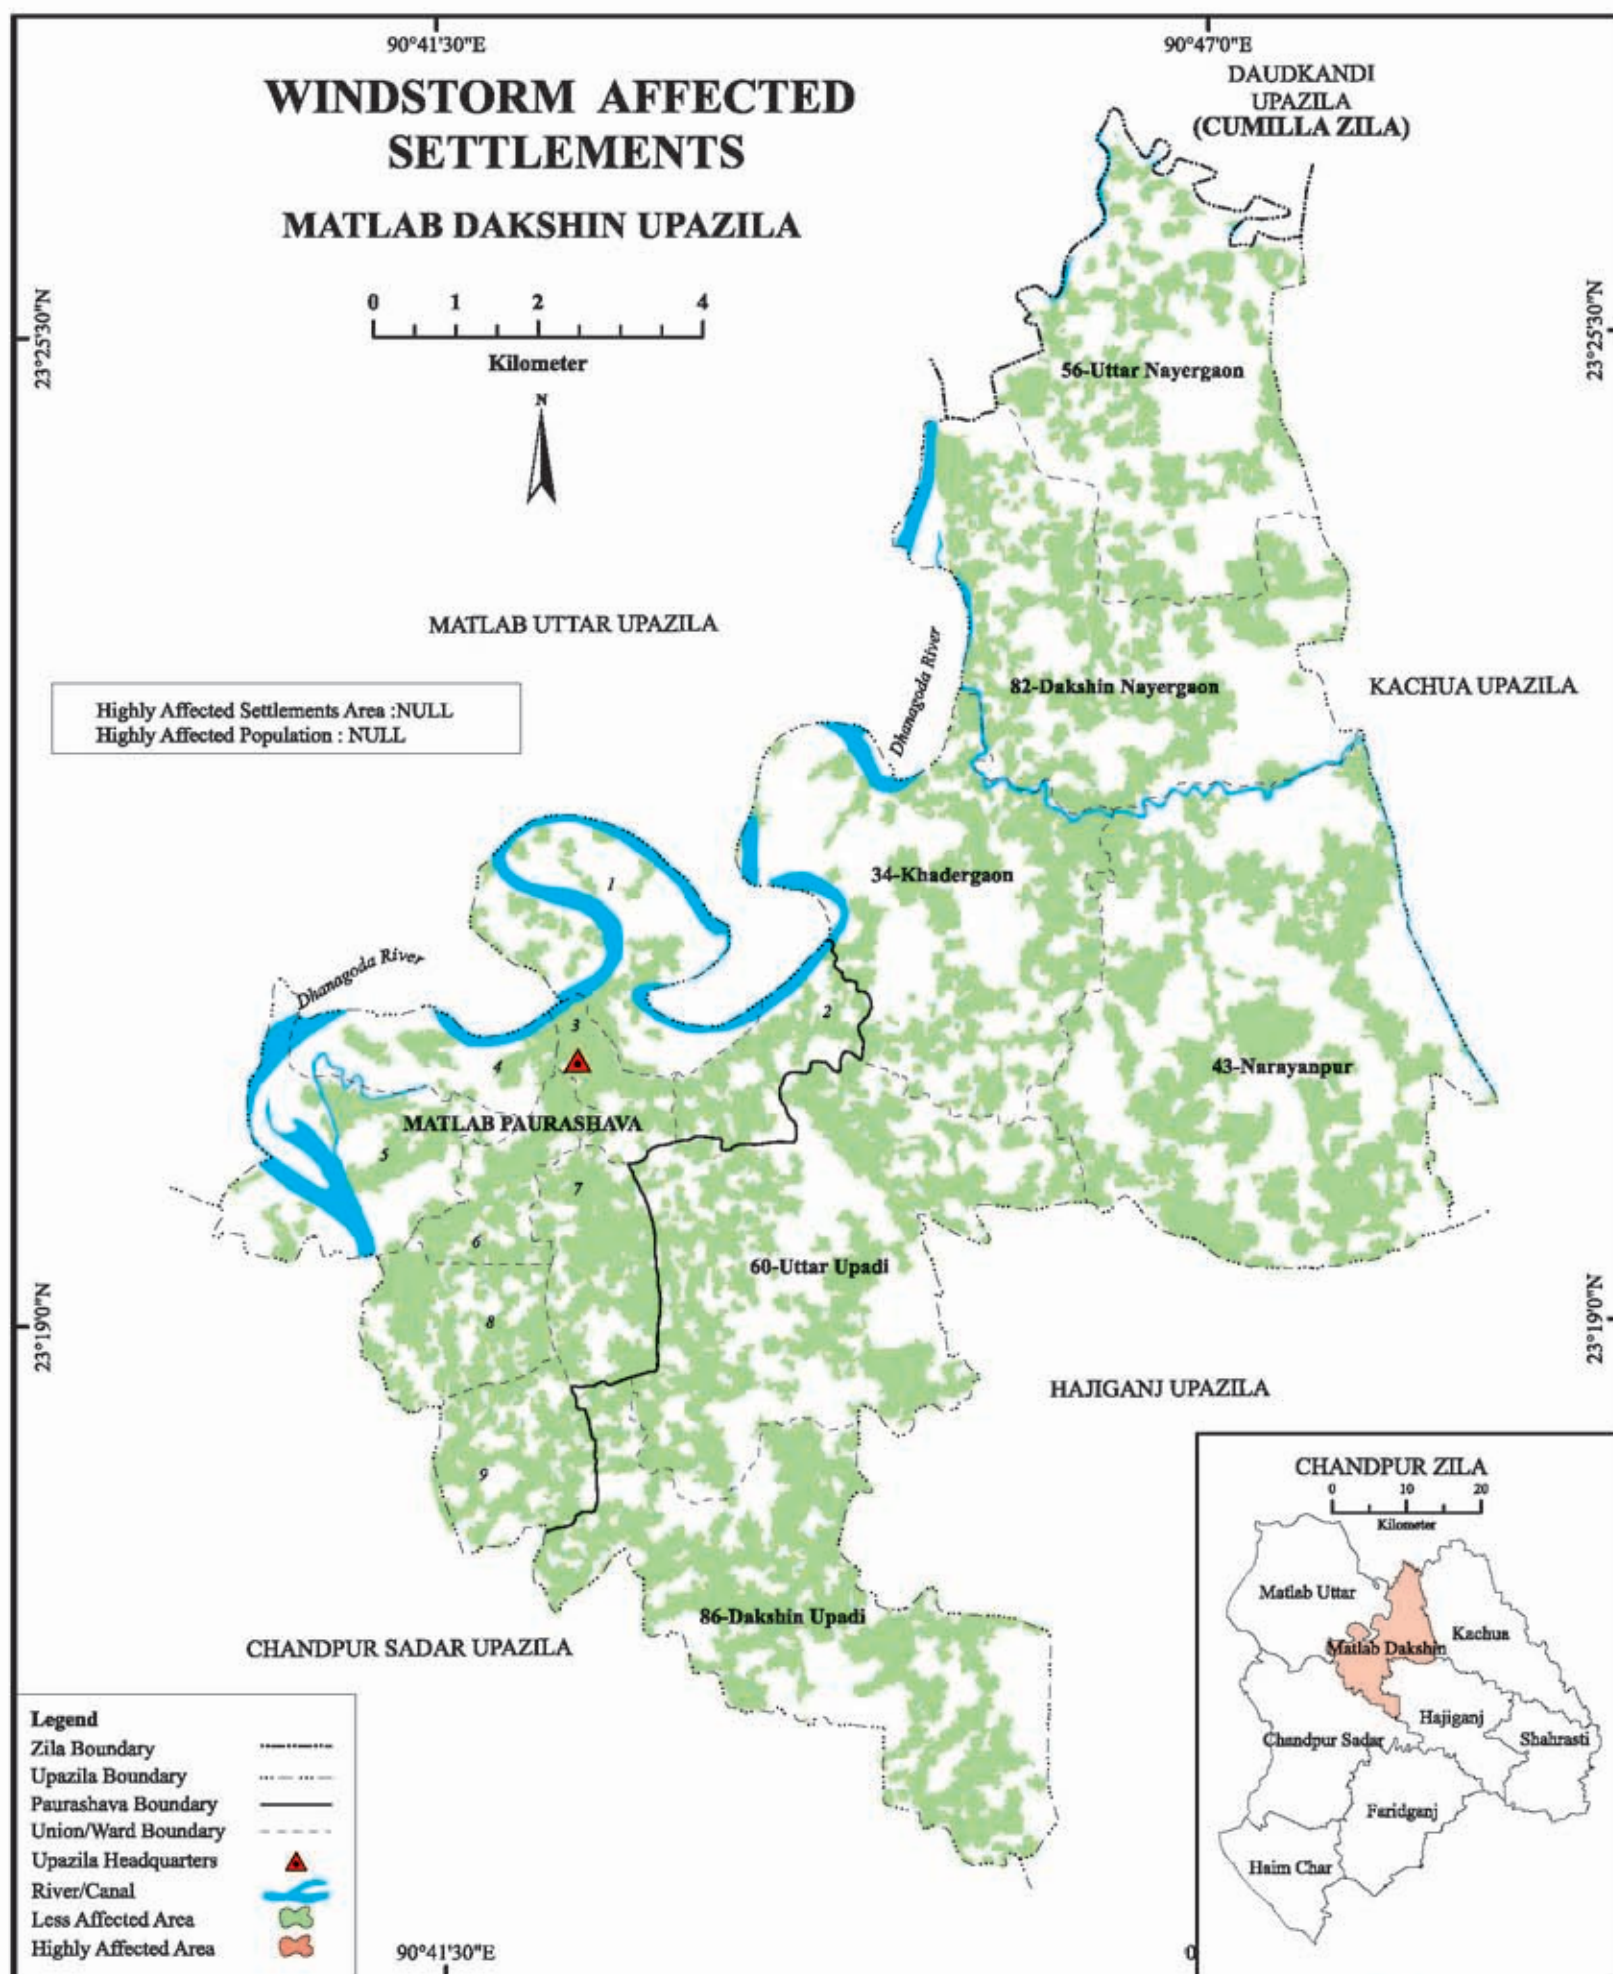 90°41'30"E
90°47'0"E
WINDSTORM AFFECTED
SETTLEMENTS
MATLAB DAKSHIN UPAZILA
DAUDKANDI
UPAZILA
(CUMILLA ZILA)
0 1 2 4
Kilometer
N
23°25'30"N
23°25'30"N
56-Uttar Nayergaon
MATLAB UTTAR UPAZILA
Dhanagoda River
82-Dakshin Nayergaon
KACHUA UPAZILA
Highly Affected Settlements Area :NULL
Highly Affected Population : NULL
34-Khadergaon
1
Dhanagoda River
2
3
4
43-Narayanpur
MATLAB PAURASHAVA
5
7
6
60-Uttar Upadi
8
23°19'0"N
23°19'0"N
HAJIGANJ UPAZILA
9
86-Dakshin Upadi
CHANDPUR SADAR UPAZILA
CHANDPUR ZILA
0 10 20
Kilometer
Matlab Uttar
Kachua
Matlab Dakshin
Hajiganj
Chandpur Sadar
Shahrasti
Faridganj
Haim Char
Legend
Zila Boundary
Upazila Boundary
Paurashava Boundary
Union/Ward Boundary
Upazila Headquarters
River/Canal
Less Affected Area
Highly Affected Area
90°41'30"E
0